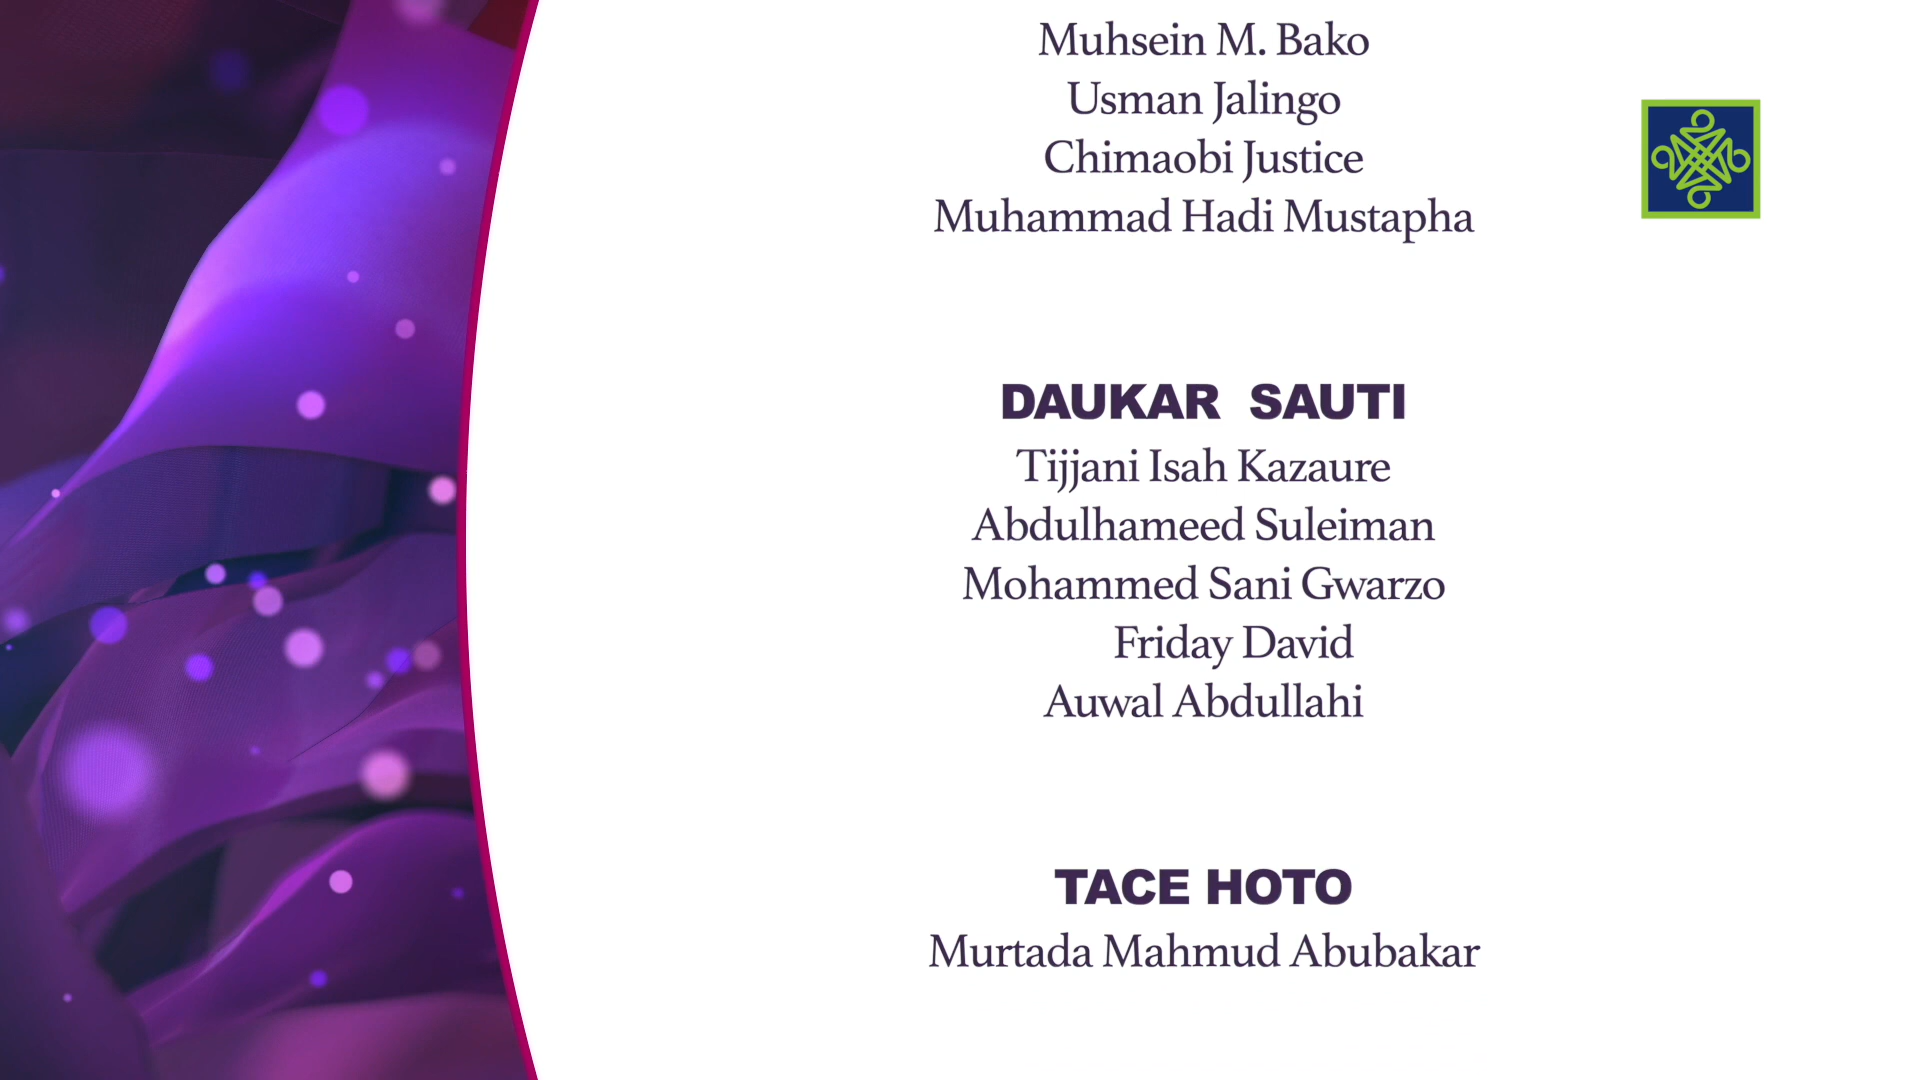 Muhsein M. Bako
Usman Jalingo
Chimaobi Justice
Muhammad Hadi Mustapha
DAUKAR SAUTI
Tijjani Isah Kazaure
Abdulhameed Suleiman
Mohammed Sani Gwarzo
Friday David
Auwal Abdullahi
TACE HOTO
Murtada Mahmud Abubakar